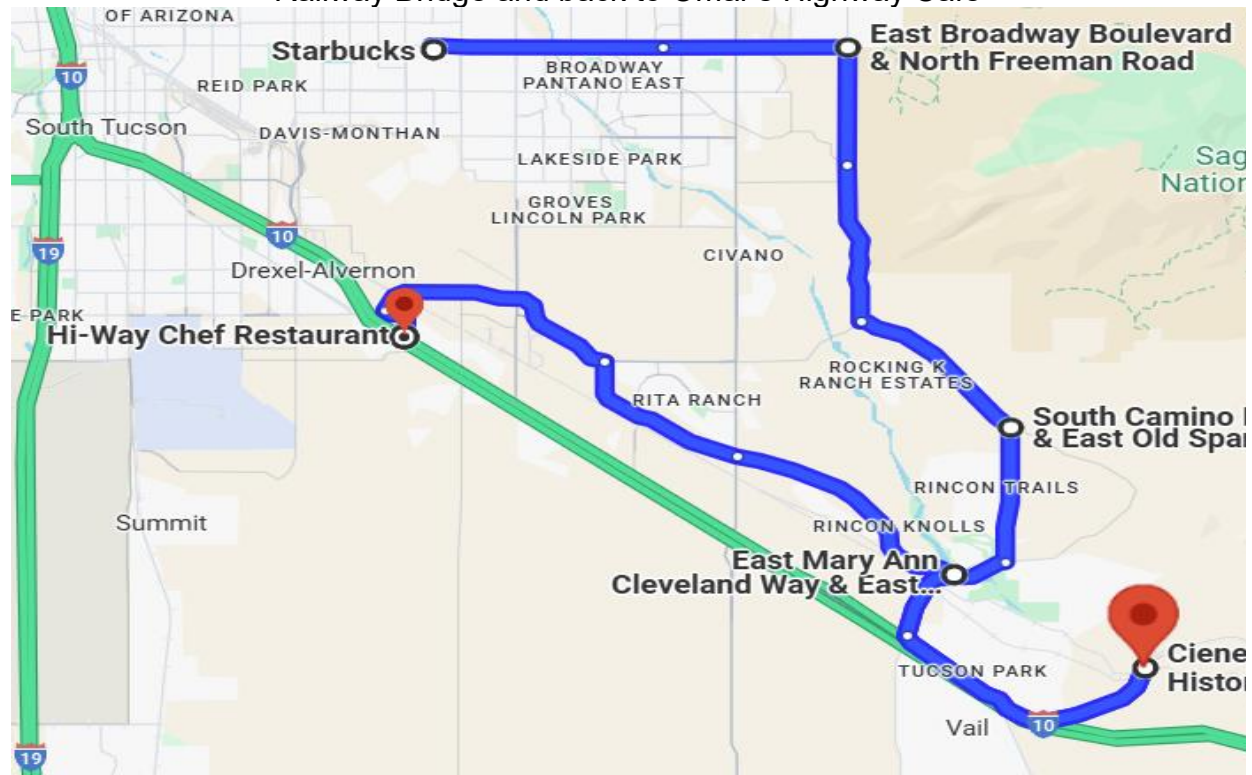 Railway Bridge and back to Omar's Highway Cafe
OF ARIZONA
Starbucks
East Broadway Boulevard
& North Freeman Road
10
REID PARK
BROADWAY
PANTANO EAST
South Tucson
DAVIS-MONTHAN
LAKESIDE PARK
Sag
Nation
GROVES
LINCOLN PARK
19
10
CIVANO
Drexel-Alvernon
E PARK
Hi-Way Chef Restaurant
ROCKING K
RANCH ESTATES
RITA RANCH
South Camino
& East Old Spa
RINCON TRAILS
Summit
RINCON KNOLLS
East Mary Ann
Cleveland Way & East...
TUCSON PARK
Ciene
Histo
Vail
10
19